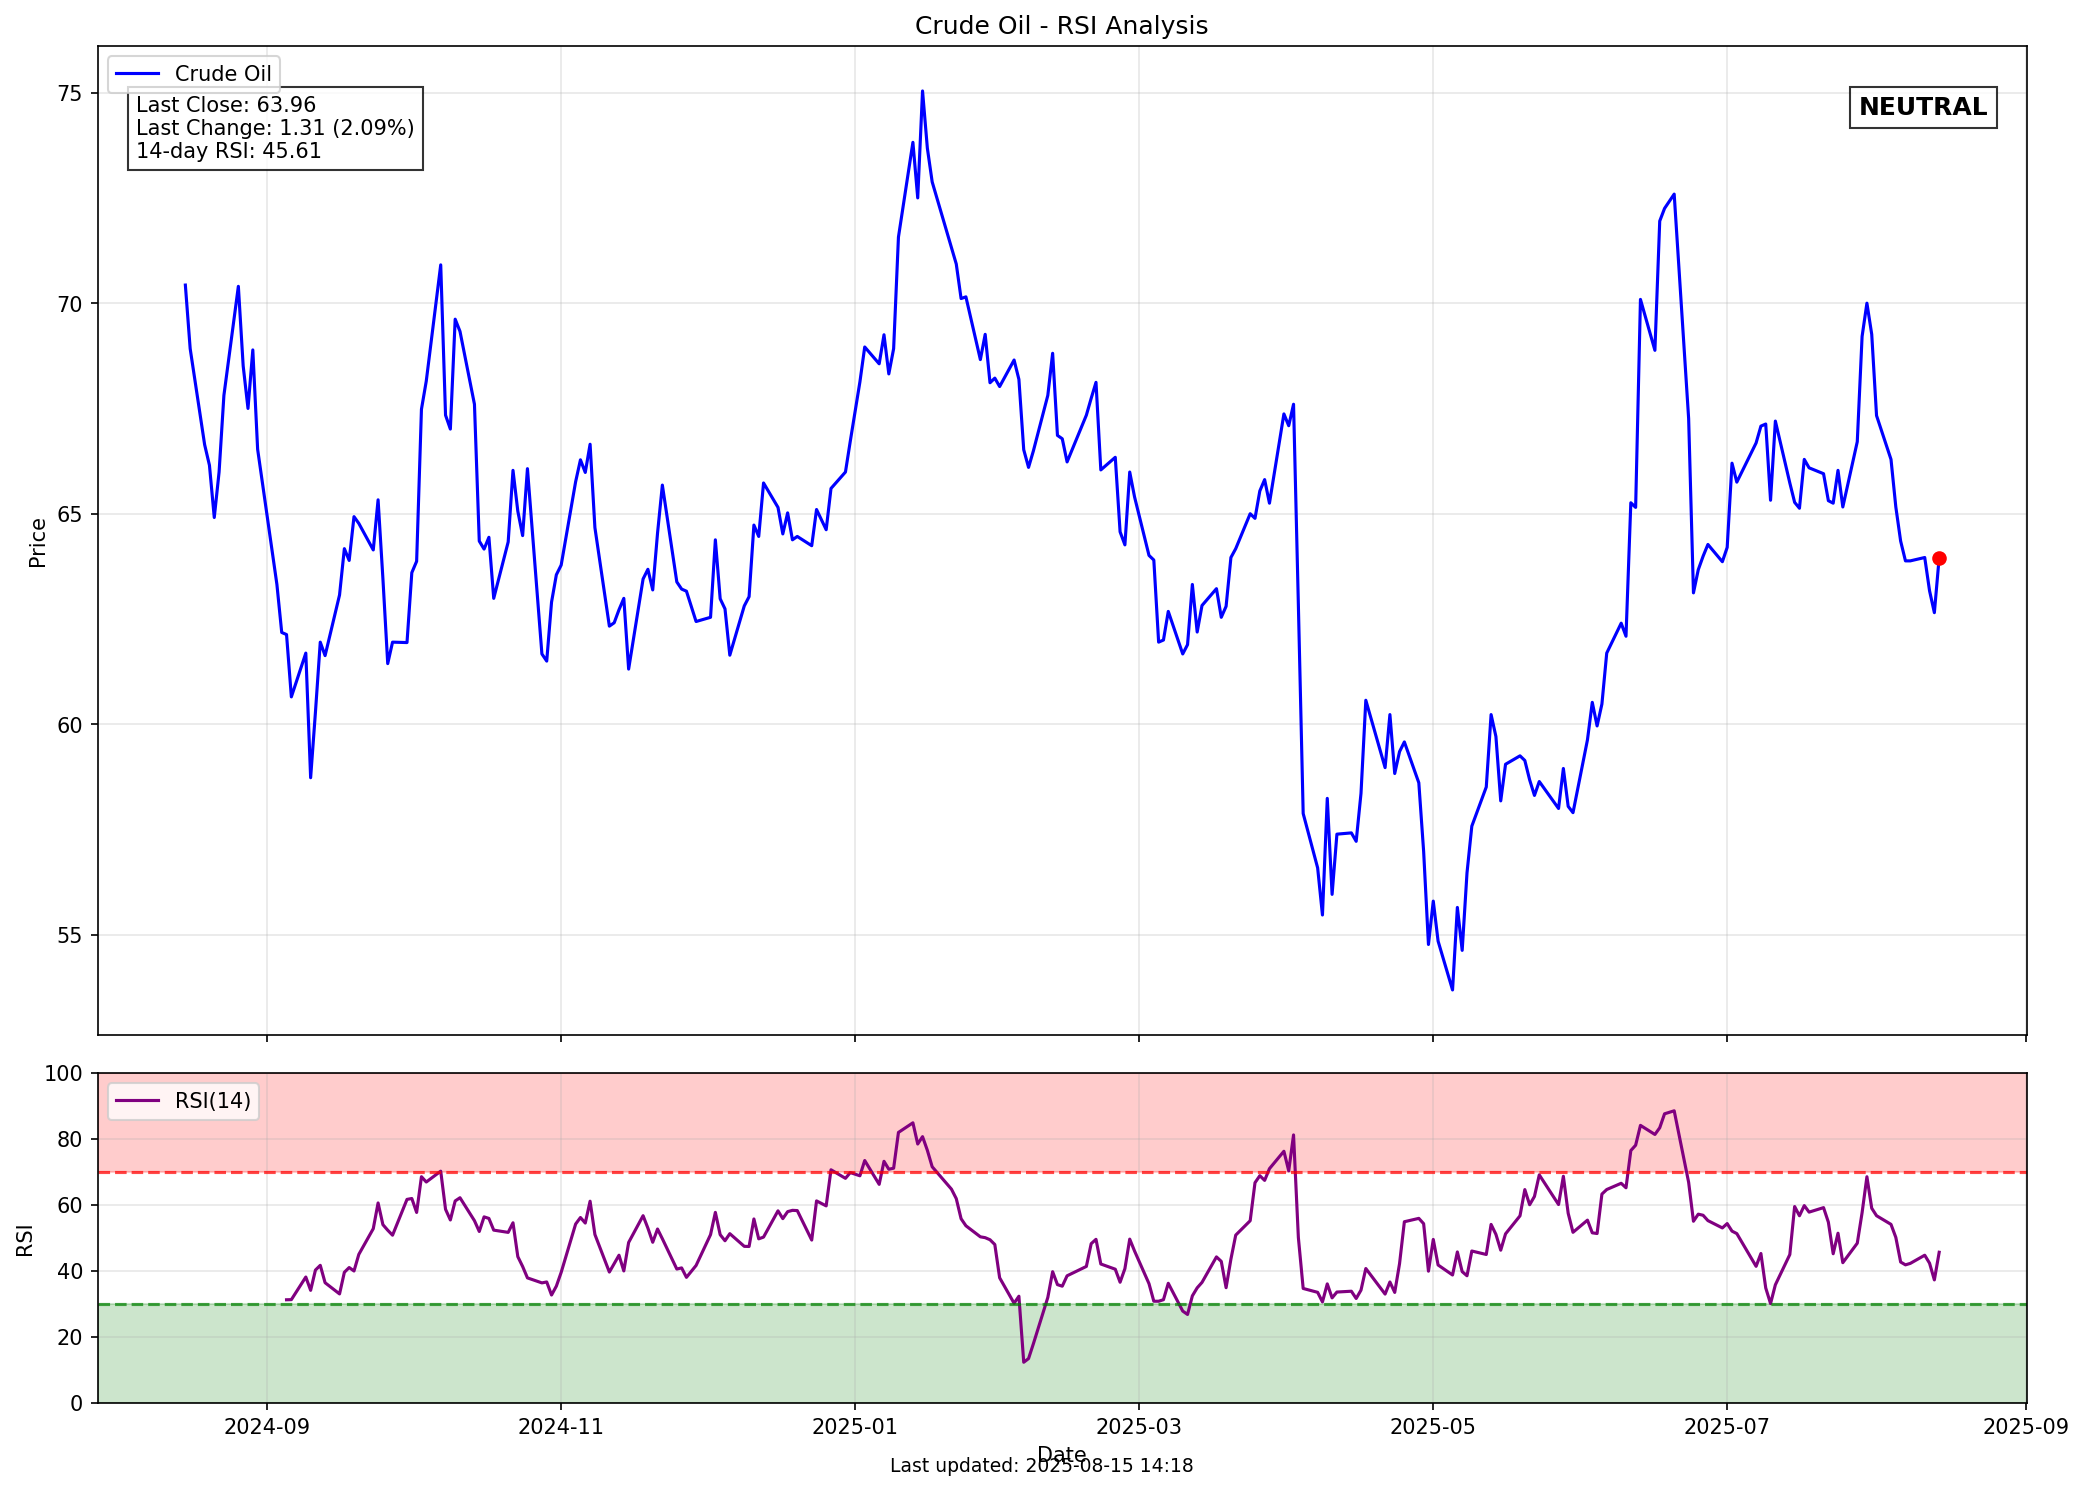 Crude Oil - RSI Analysis
Crude Oil
Last Close: 63.96
Last Change: 1.31 (2.09%)
14-day RSI: 45.61
NEUTRAL
Price
75
70
65
60
55
RSI(14)
RSI
100
80
60
40
20
0
2024-09
2024-11
2025-01
2025-03
2025-05
2025-07
2025-09
Date
Last updated: 2025-08-15 14:18